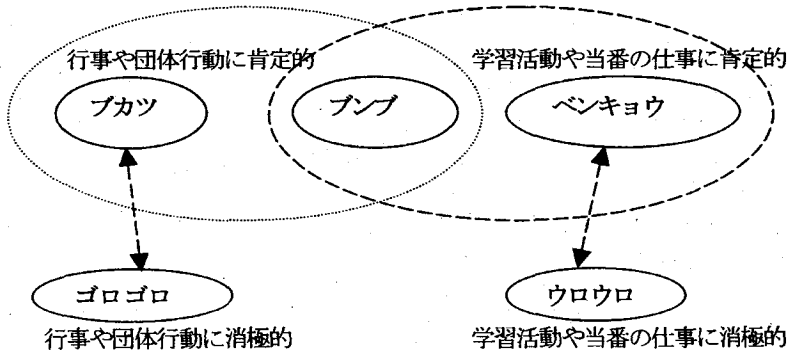 行事や団体行動に肯定的
学習活動や当番の仕事に肯定的
ブカツ
ブンブ
ベンキョウ
ゴロゴロ
ウロウロ
行事や団体行動に消極的
学習活動や当番の仕事に消極的